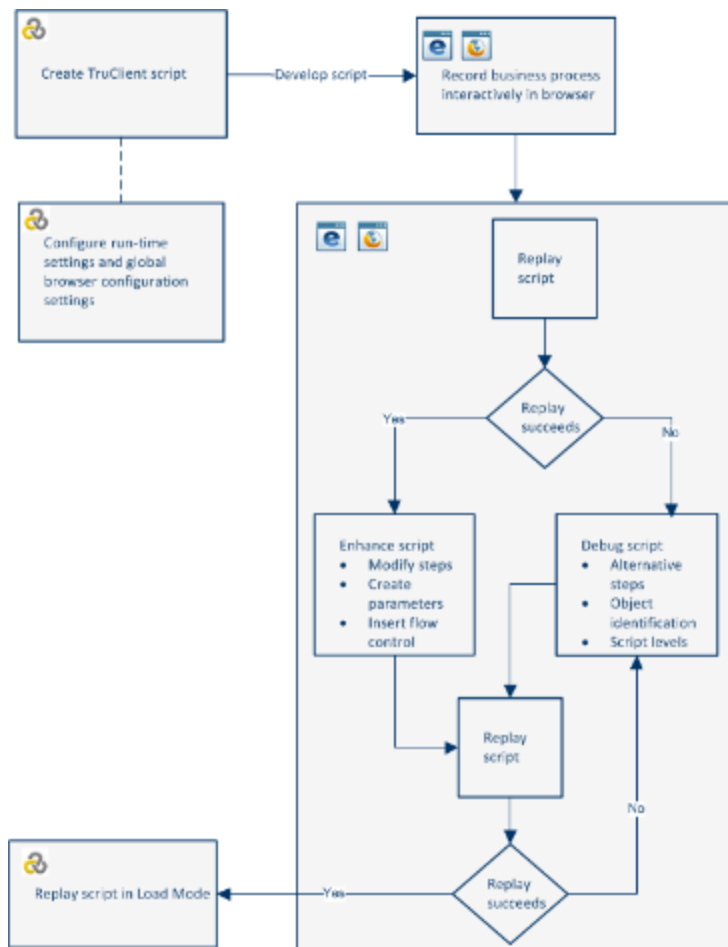 Create TruClient script
Develop script
Record business process
interactively in browser
Configure run-time
settings and global
browser configuration
settings
Replay
script
Replay
succeeds
Yes
No
Enhance script
• Modify steps
• Create
parameters
• Insert flow
control
Debug script
• Alternative
steps
• Object
identification
• Script levels
Replay
script
No
Replay script in Load Mode
Yes
Replay
succeeds